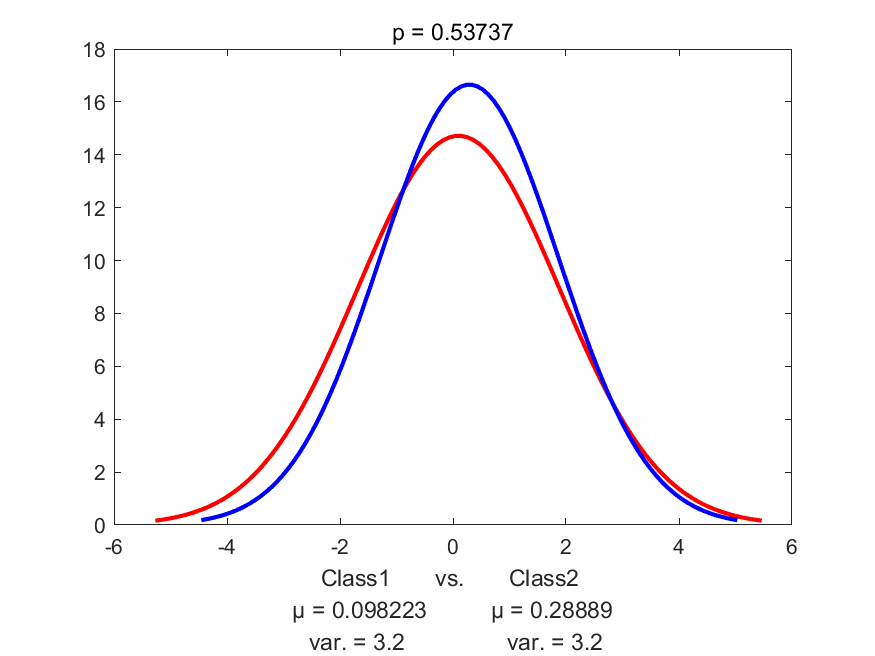 p = 0.53737
18
16
14
12
10
8
6
4
2
0
-6 -4 -2 0 2 4 6
Class1 vs. Class2
μ = 0.098223 μ = 0.28889
var. = 3.2 var. = 3.2